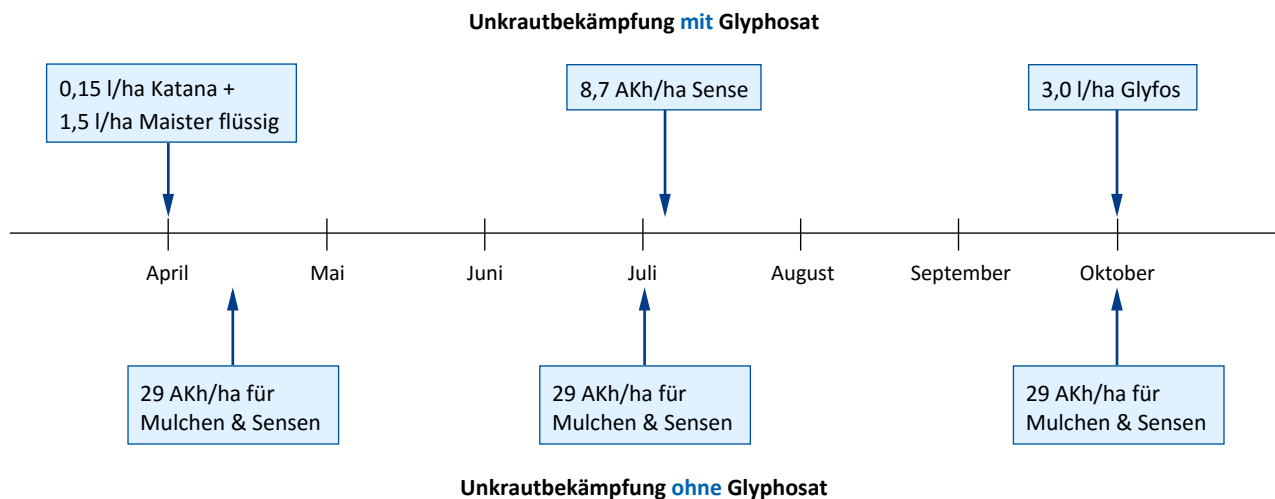 Unkrautbekämpfung mit Glyphosat
0,15 l/ha Katana +
1,5 l/ha Maister flüssig
8,7 AKh/ha Sense
3,0 l/ha Glyfos
April
Mai
Juni
Juli
August
September
Oktober
29 AKh/ha für
Mulchen & Sensen
29 AKh/ha für
Mulchen & Sensen
29 AKh/ha für
Mulchen & Sensen
Unkrautbekämpfung ohne Glyphosat